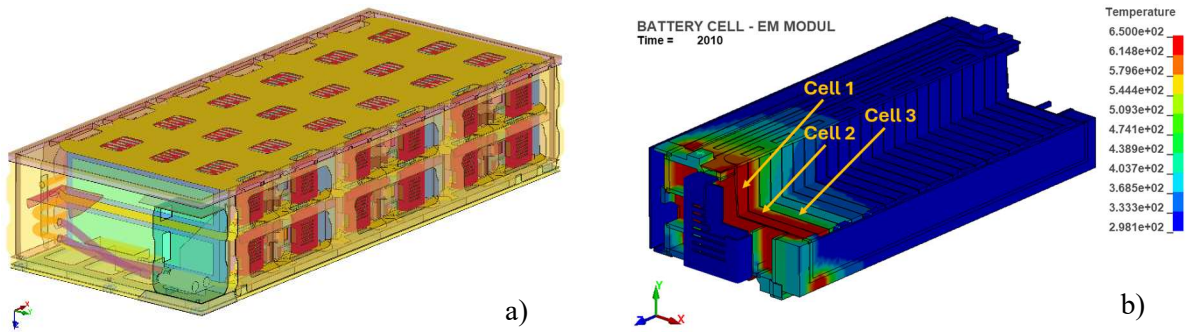 BATTERY CELL - EM MODUL
Time = 2010
Temperature
6.500e+02
6.148e+02
5.796e+02
5.444e+02
5.093e+02
4.741e+02
4.389e+02
4.037e+02
3.685e+02
3.333e+02
2.981e+02
Cell 1
Cell 2
Cell 3
X
Y
Z
a)
Y
Z
X
b)